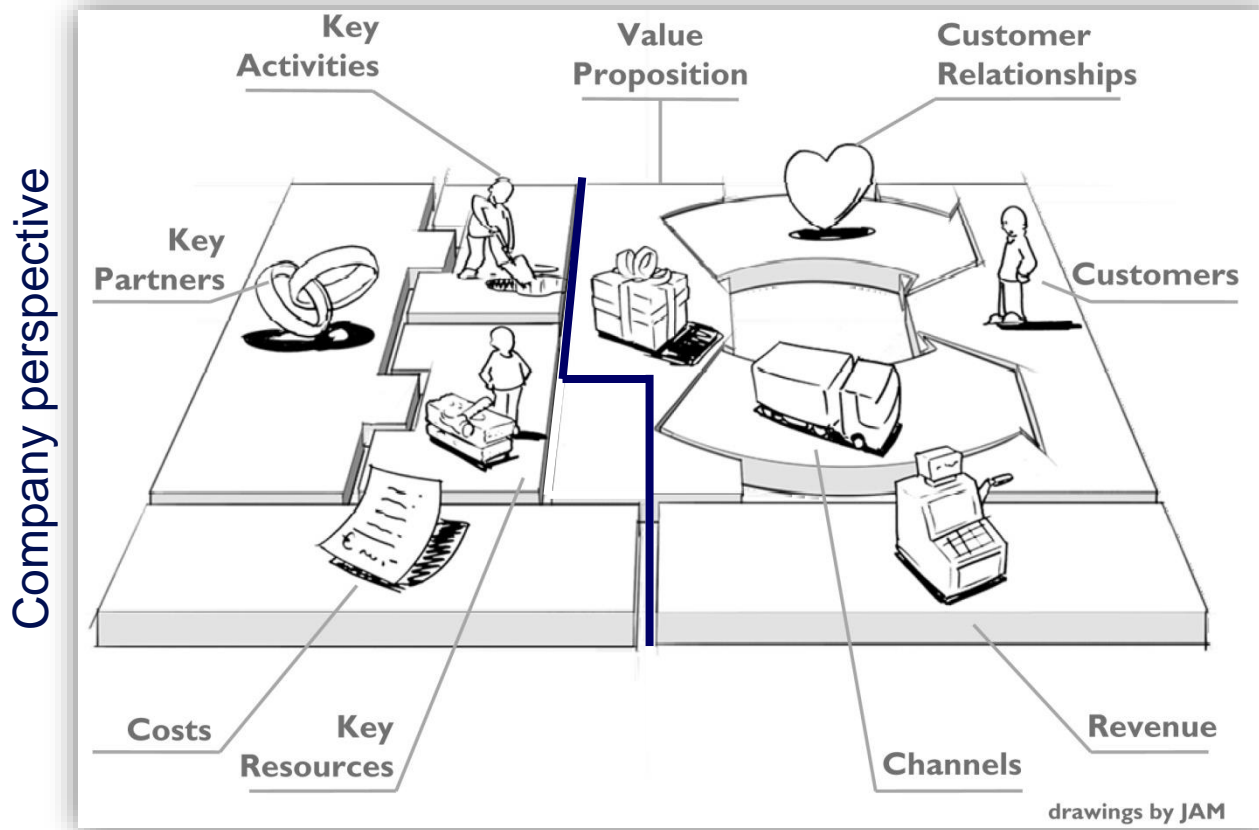 Company perspective
Key
Activities
Value
Proposition
Customer
Relationships
Key
Partners
Customers
Costs
Key
Resources
Channels
Revenue
drawings by JAM